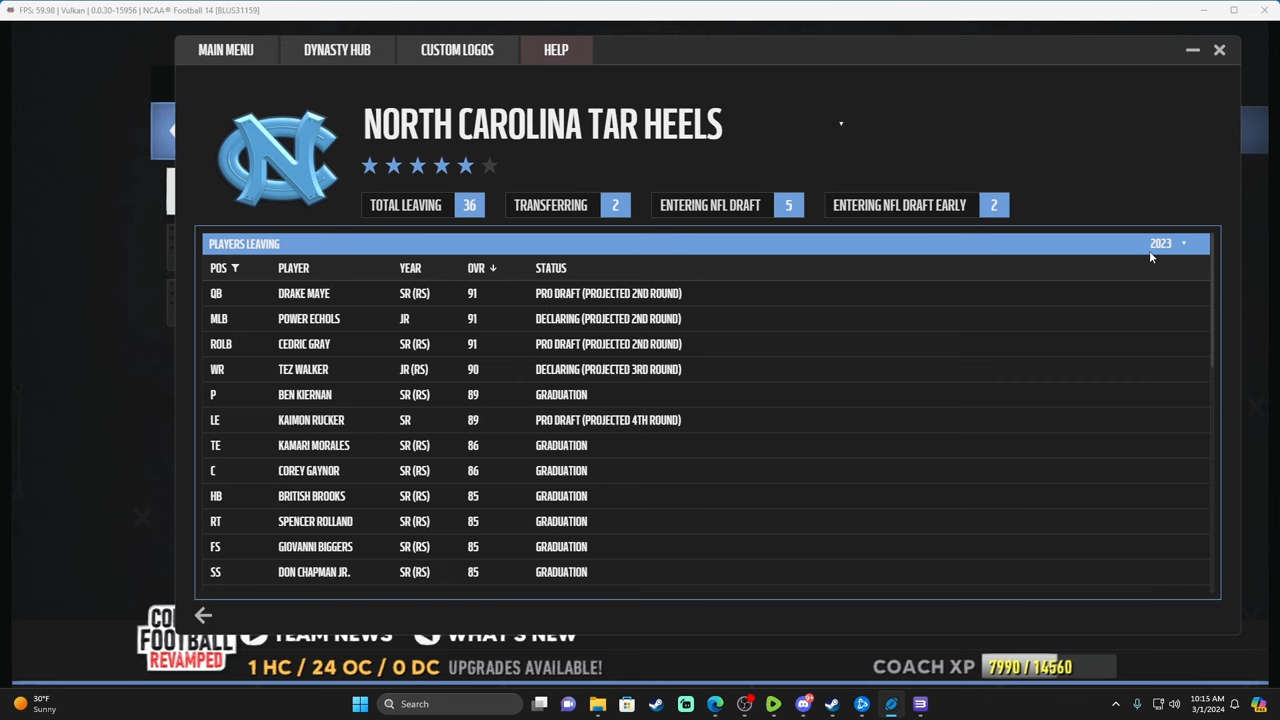 FPS: 59.98 | Vulkan | 0.0.30-15956 | NCAA® Football 14 [BLUS31159]
MAIN MENU DYNASTY HUB CUSTOM LOGOS HELP
NORTH CAROLINA TAR HEELS
TOTAL LEAVING 36 TRANSFERRING 2 ENTERING NFL DRAFT 5 ENTERING NFL DRAFT EARLY 2
PLAYERS LEAVING 2023
POS PLAYER YEAR OVR STATUS
QB DRAKE MAYE SR (RS) 91 PRO DRAFT (PROJECTED 2ND ROUND)
MLB POWER ECHOLS JR 91 DECLARING (PROJECTED 2ND ROUND)
ROLB CEDRIC GRAY SR (RS) 91 PRO DRAFT (PROJECTED 2ND ROUND)
WR TEZ WALKER JR (RS) 90 DECLARING (PROJECTED 3RD ROUND)
P BEN KIERNAN SR (RS) 89 GRADUATION
LE KAIMON RUCKER SR 89 PRO DRAFT (PROJECTED 4TH ROUND)
TE KAMARI MORALES SR (RS) 86 GRADUATION
C COREY GAYNOR SR (RS) 86 GRADUATION
HB BRITISH BROOKS SR (RS) 85 GRADUATION
RT SPENCER ROLLAND SR (RS) 85 GRADUATION
FS GIOVANNI BIGGERS SR (RS) 85 GRADUATION
SS DON CHAPMAN JR. SR (RS) 85 GRADUATION
FOOTBALL
REVAMPED
TEAM NEWS WHAT'S NEW
1 HC / 24 OC / 0 DC UPGRADES AVAILABLE! COACH XP 7990 / 14560
30°F
Sunny
Search
10:15 AM
3/1/2024